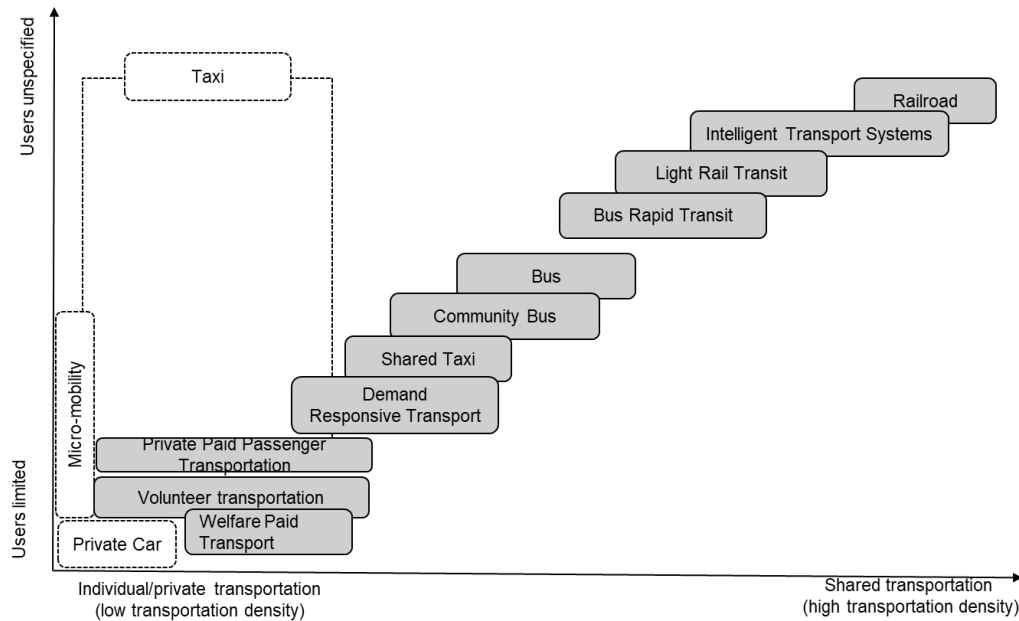 Users unspecified
Taxi
Railroad
Intelligent Transport Systems
Light Rail Transit
Bus Rapid Transit
Bus
Community Bus
Shared Taxi
Demand
Responsive Transport
Micro-mobility
Private Paid Passenger
Transportation
Volunteer transportation
Welfare Paid
Transport
Users limited
Private Car
Individual/private transportation
(low transportation density)
Shared transportation
(high transportation density)